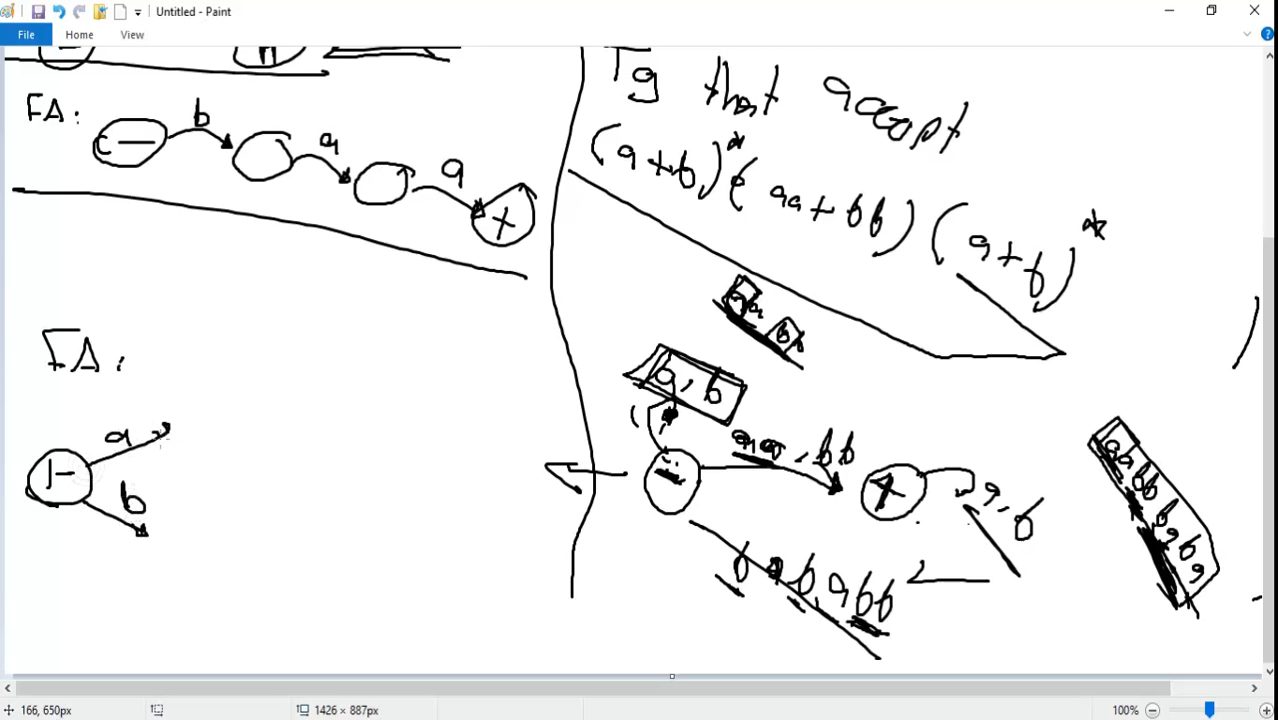 Untitled - Paint
File Home View
FA:
b
a
a
Tg that accept
(a+b)* (aa+bb) (a+b)*
FA:
a
b
a, b
aa, bb
a, b
b a b, a bb
166, 650px
1426 × 887px
100%